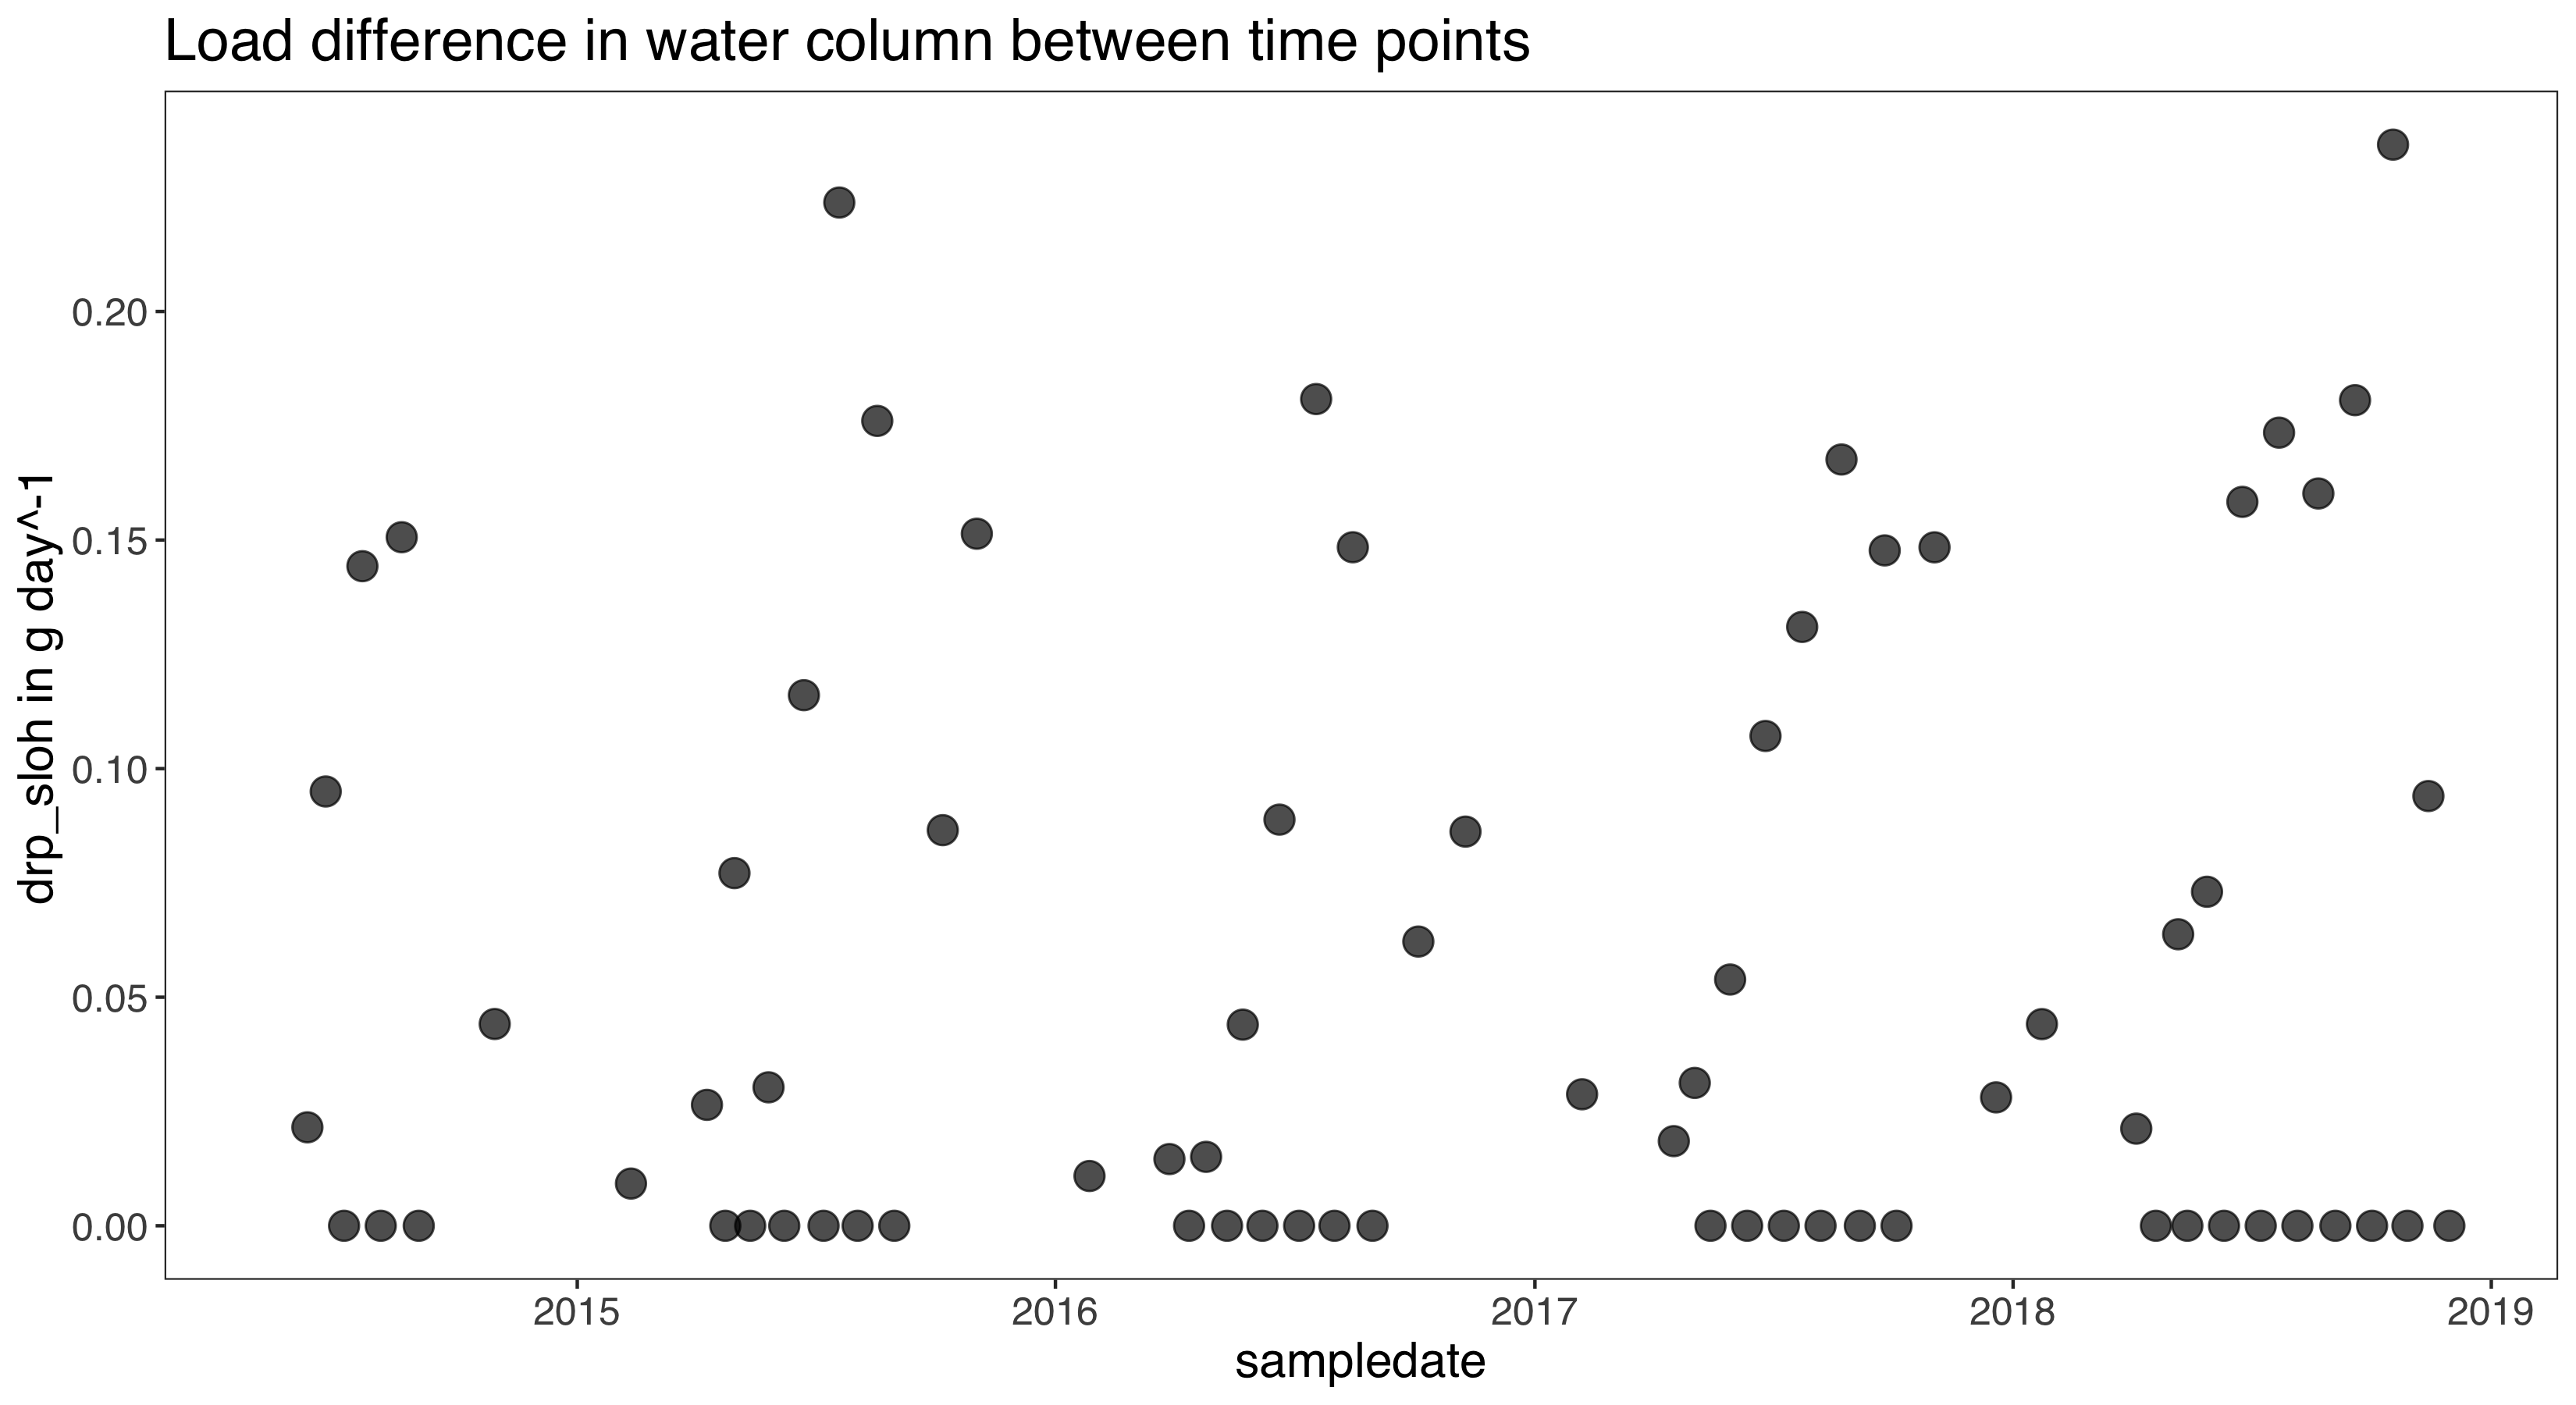 Load difference in water column between time points
drp_sloh in g day^-1
0.20
0.15
0.10
0.05
0.00
2015 2016 2017 2018 2019
sampledate